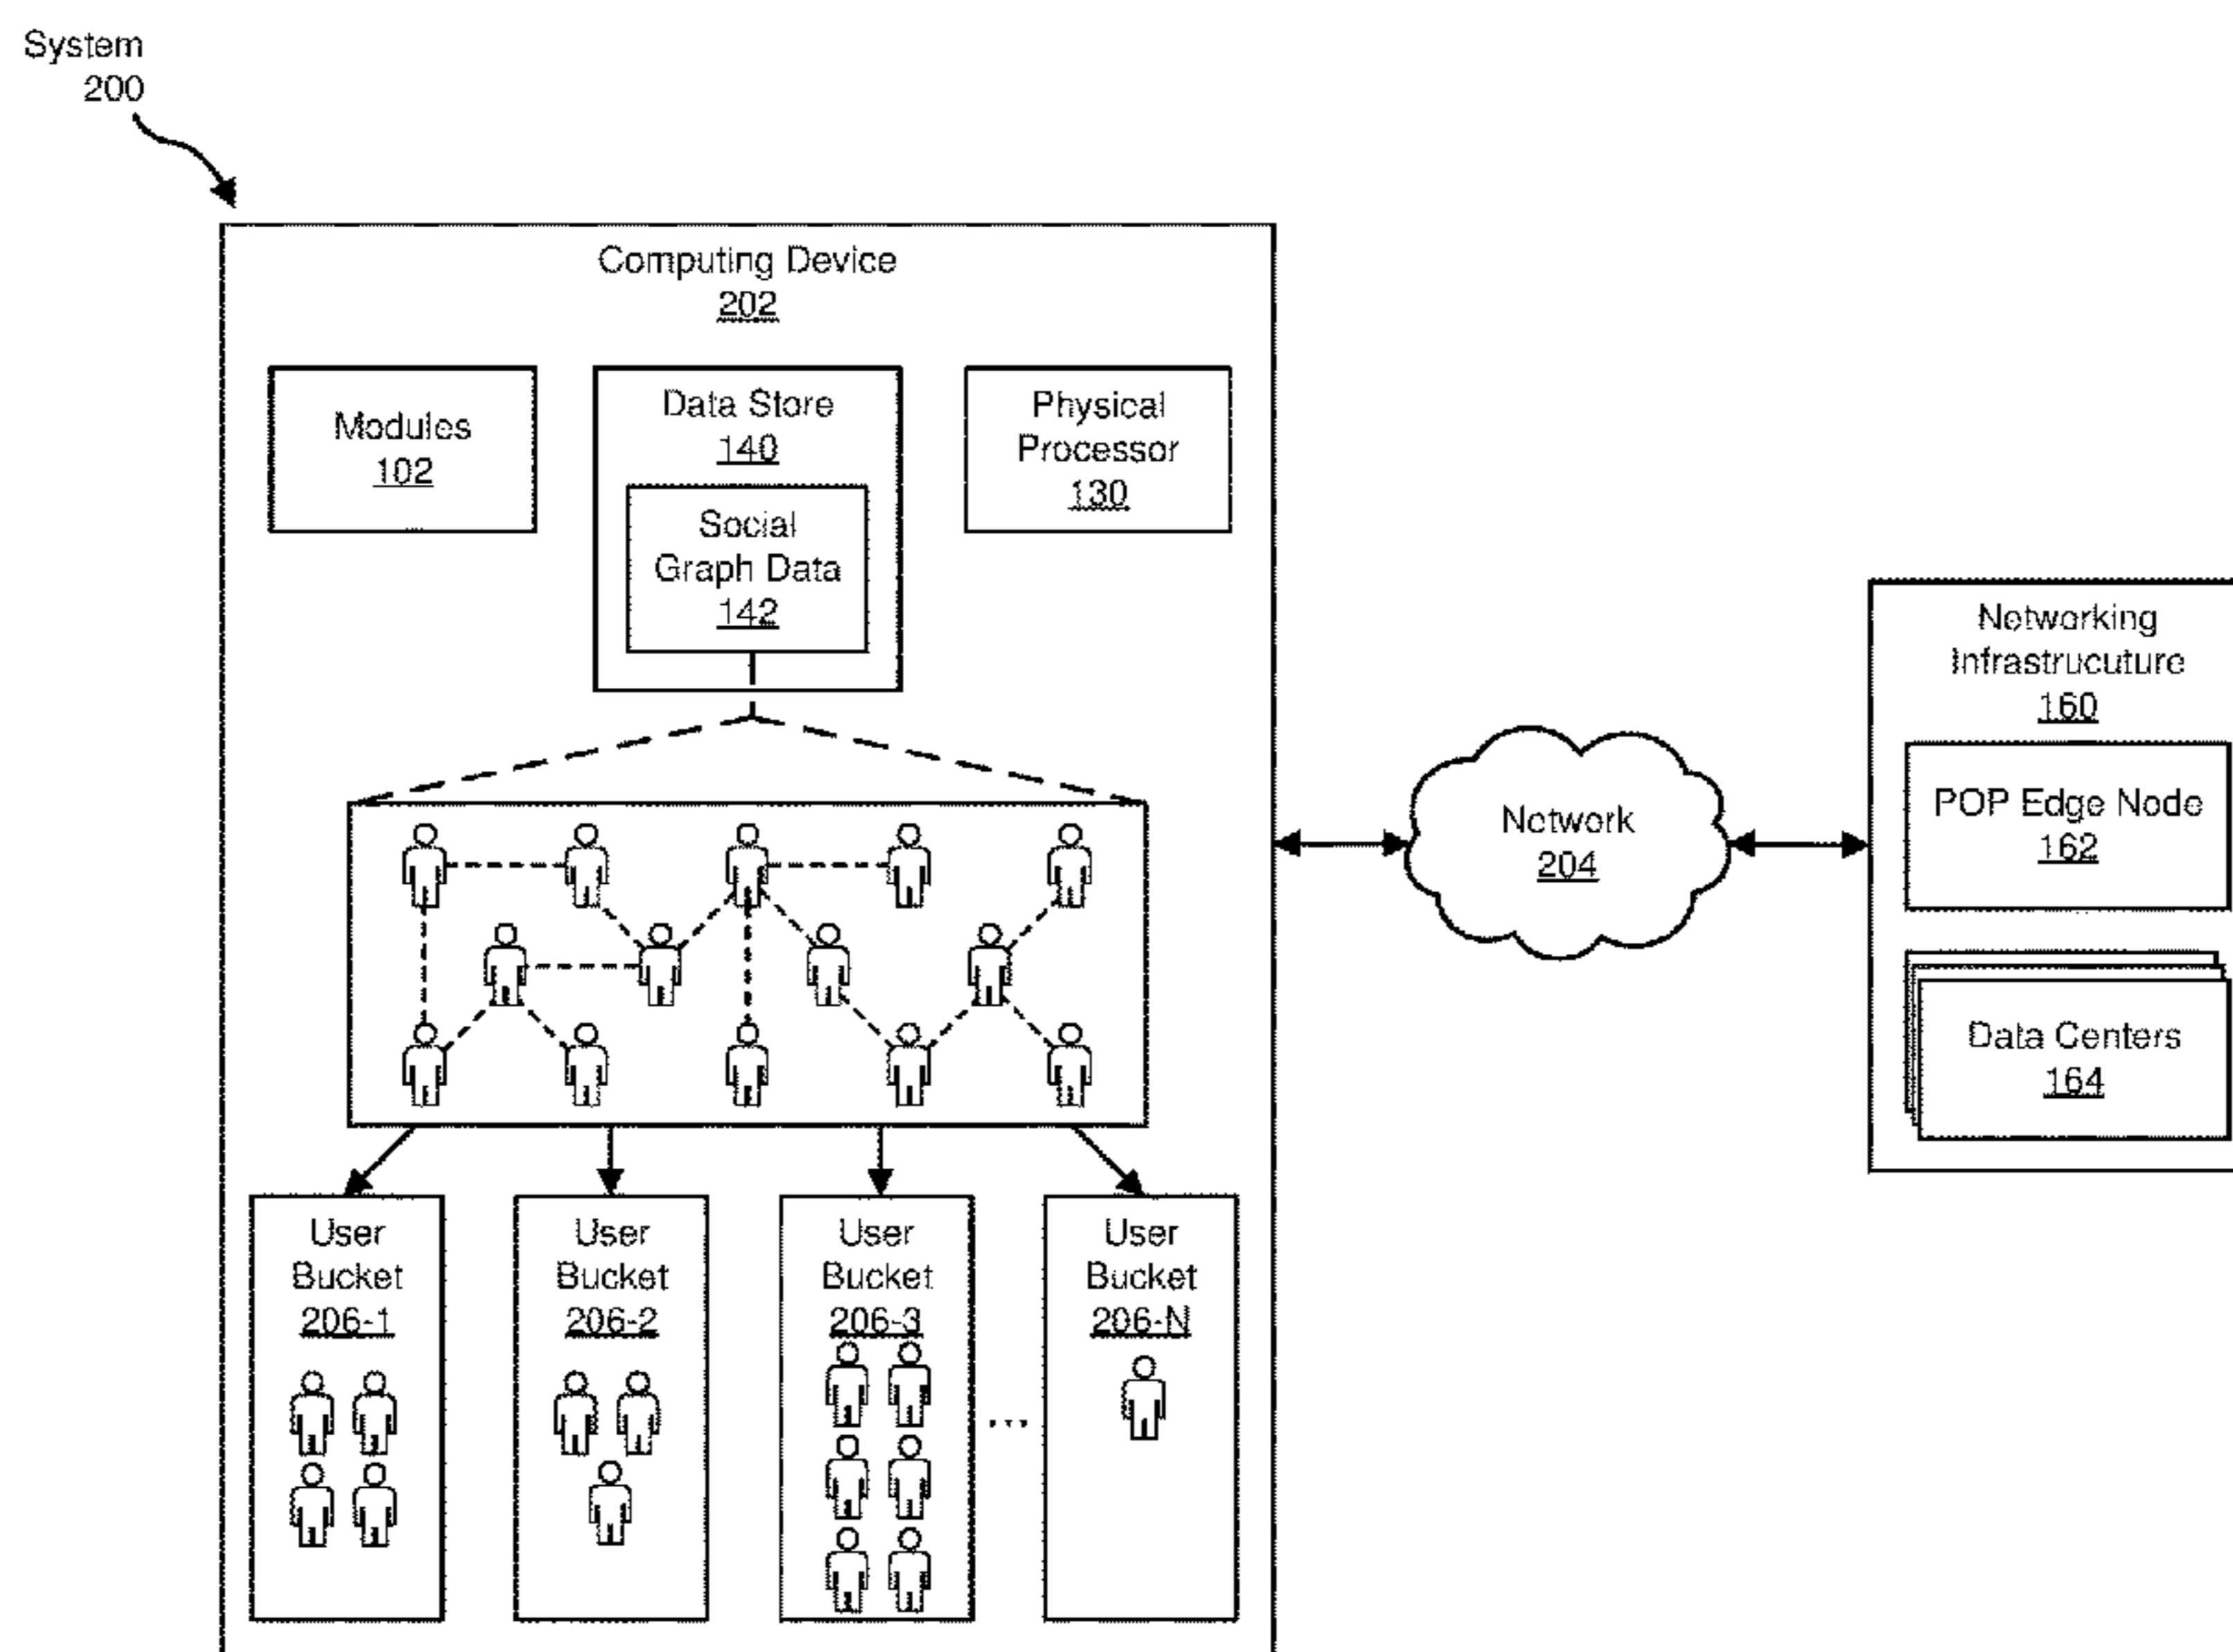 System
200
Computing Device
202
Modules
102
Data Store
140
Social
Graph Data
142
Physical
Processor
130
Networking
Infrastrucuture
160
POP Edge Node
162
Data Centers
164
Network
204
User
Bucket
206-1
User
Bucket
206-2
User
Bucket
206-3
...
User
Bucket
206-N